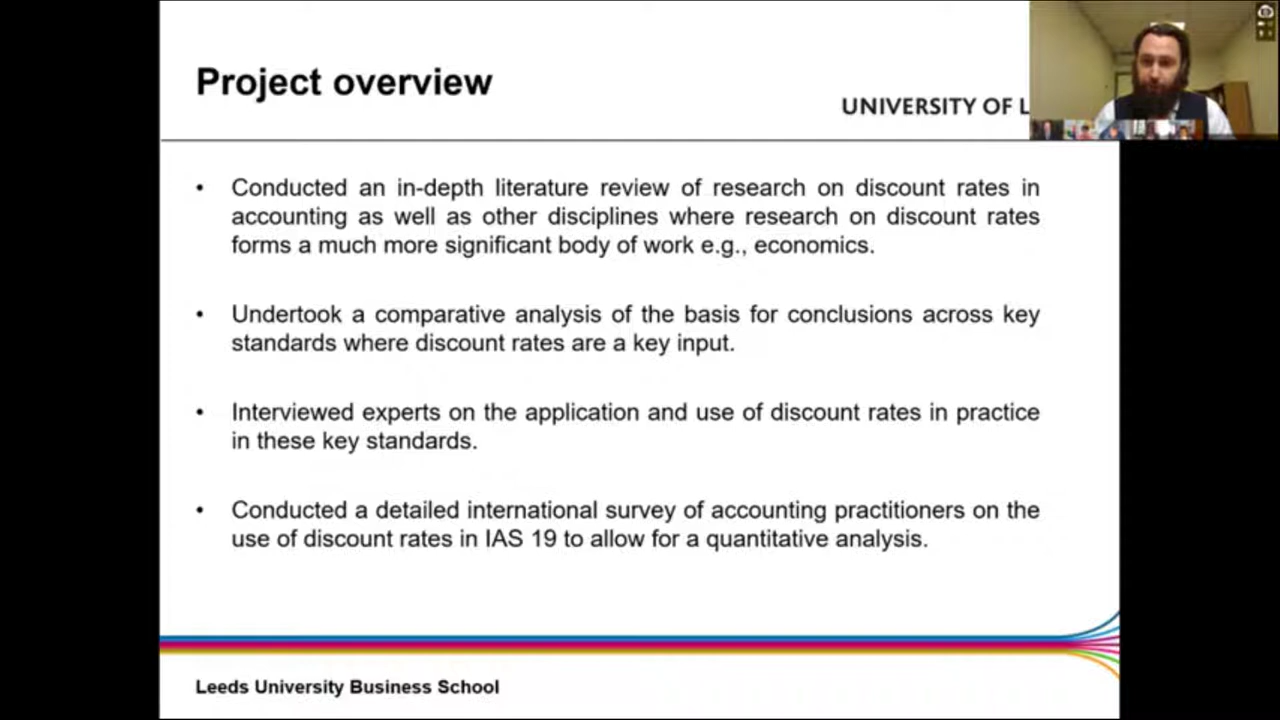 Project overview
UNIVERSITY OF L
• Conducted an in-depth literature review of research on discount rates in
accounting as well as other disciplines where research on discount rates
forms a much more significant body of work e.g., economics.
• Undertook a comparative analysis of the basis for conclusions across key
standards where discount rates are a key input.
• Interviewed experts on the application and use of discount rates in practice
in these key standards.
• Conducted a detailed international survey of accounting practitioners on the
use of discount rates in IAS 19 to allow for a quantitative analysis.
Leeds University Business School